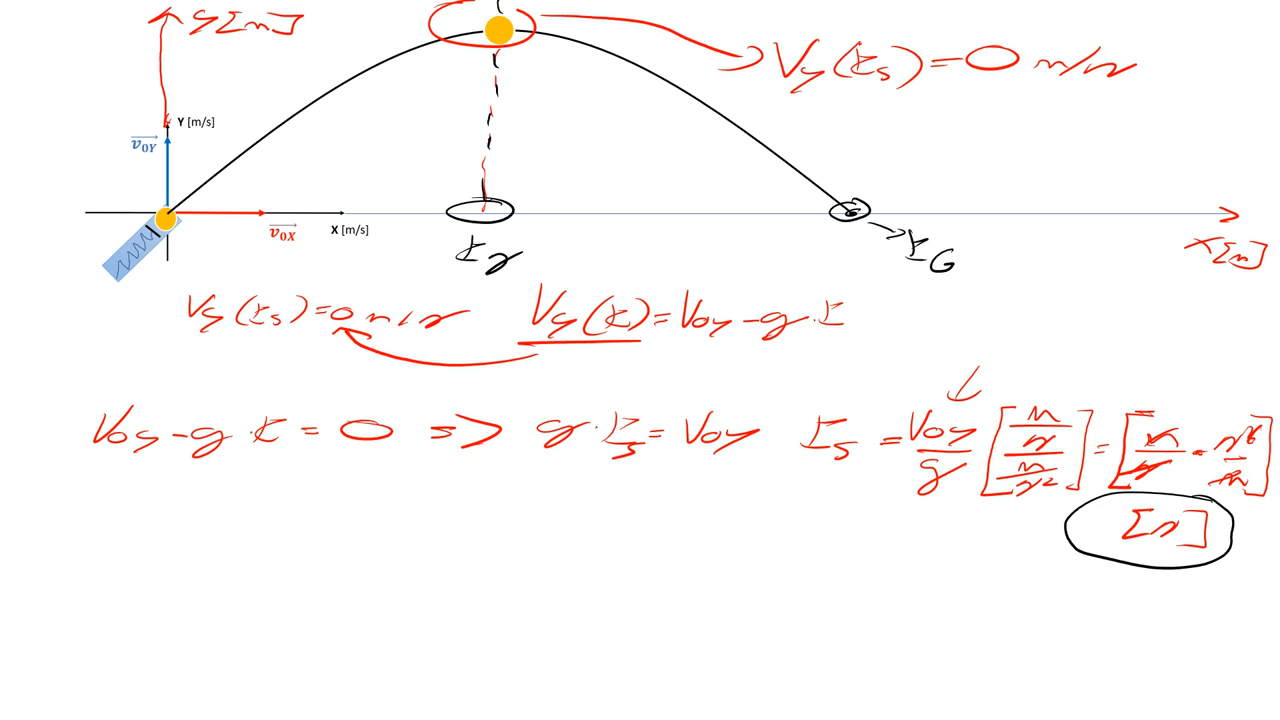 y[m]
Vy(ts)=0 m/s
Y [m/s]
v0Y
v0X
X [m/s]
ts
tG
x[m]
Vy(ts)=0 m/s Vy(t)=V0y-g·t
V0y-g·t=0 => g·ts=V0y ts=V0y/g [m/s / m/s²]=[m/s · s²/m]
[s]